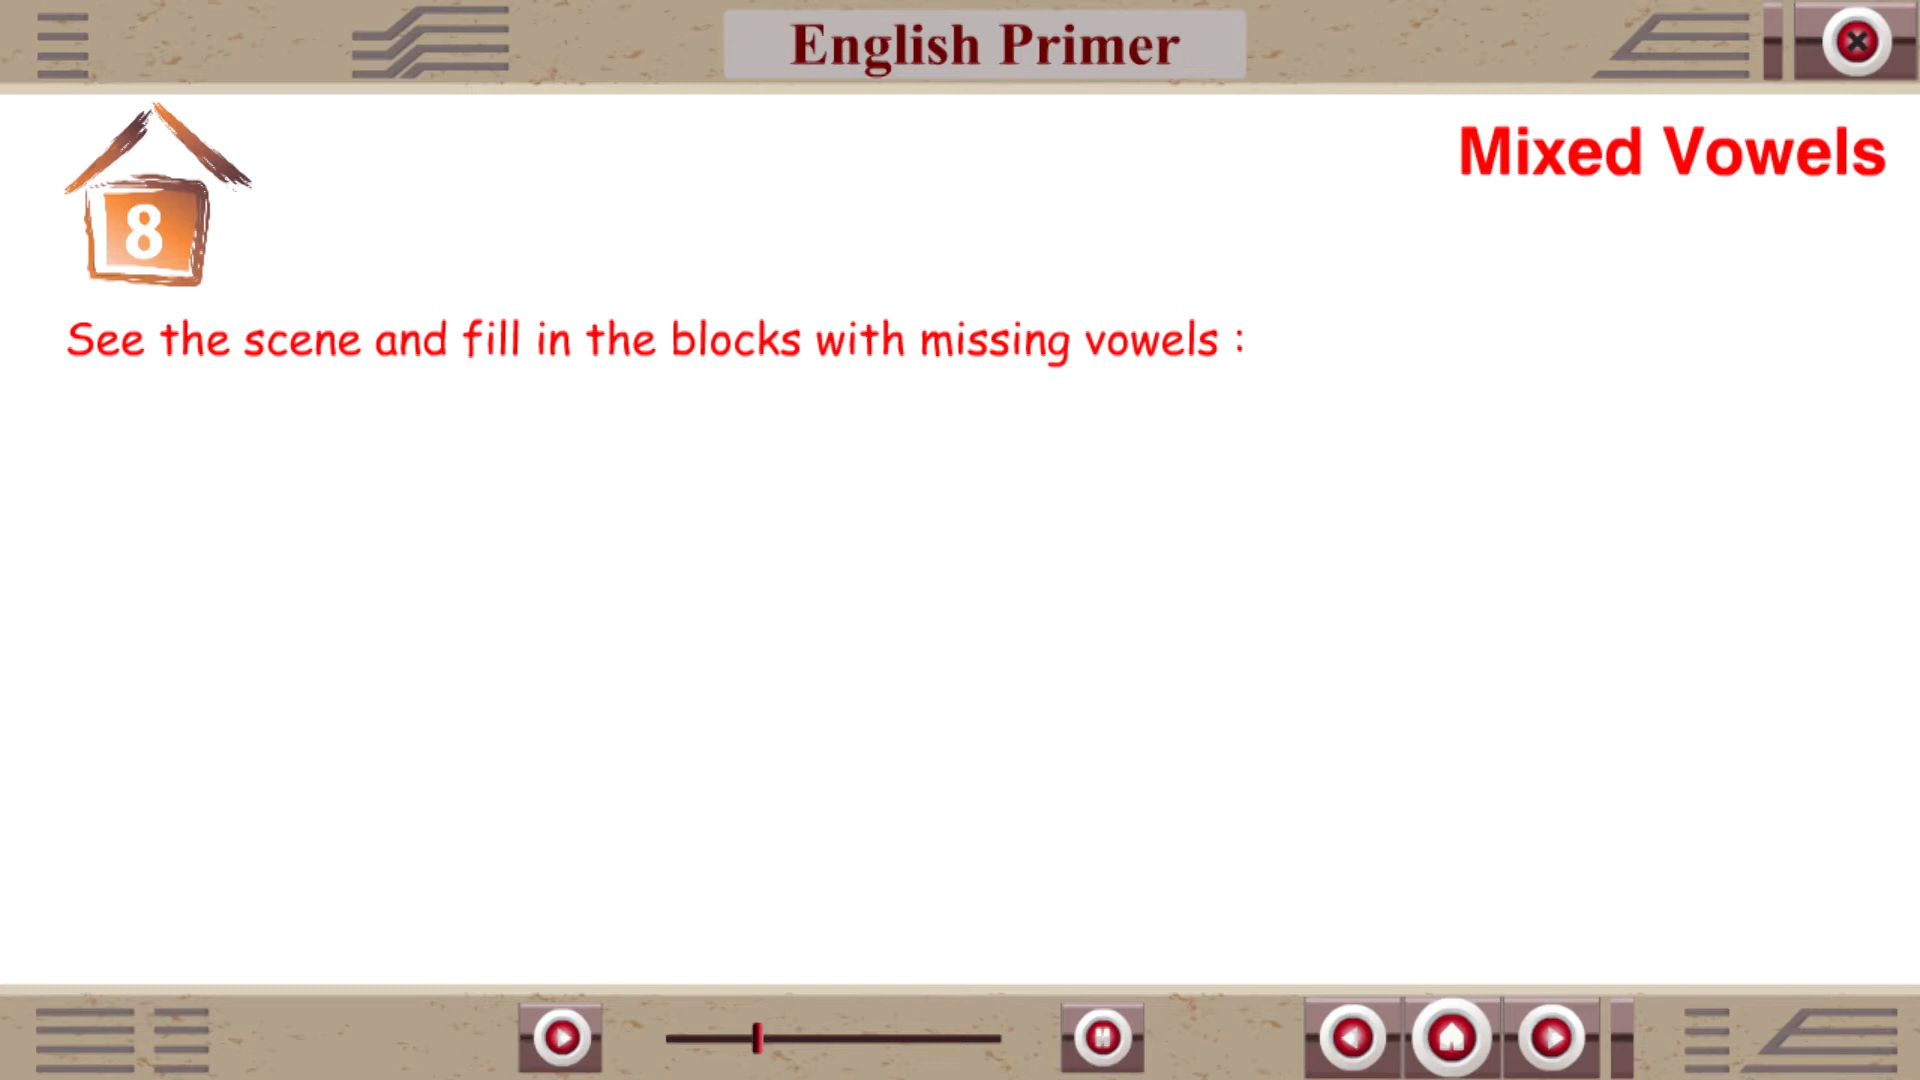 English Primer
8
Mixed Vowels
See the scene and fill in the blocks with missing vowels :